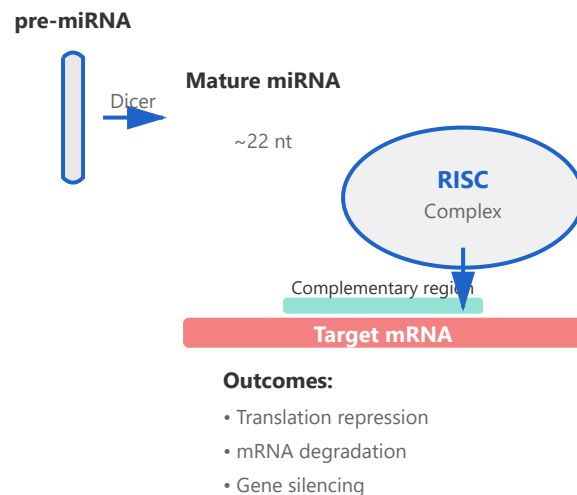 pre-miRNA
Dicer
Mature miRNA
~22 nt
RISC
Complex
Complementary region
Target mRNA
Outcomes:
• Translation repression
• mRNA degradation
• Gene silencing